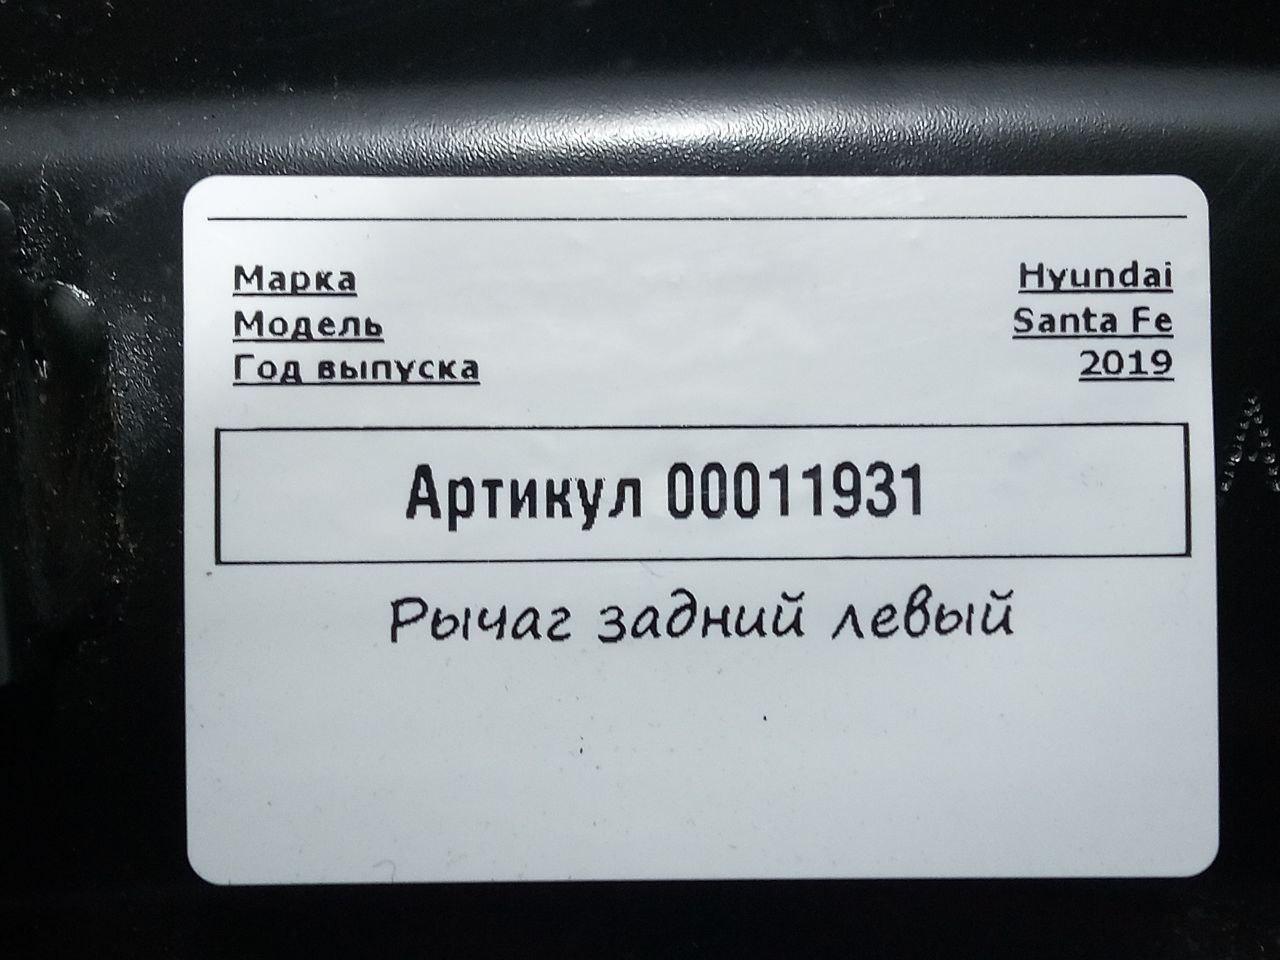 Марка Hyundai
Модель Santa Fe
Год выпуска 2019
Артикул 00011931
Рычаг задний левый